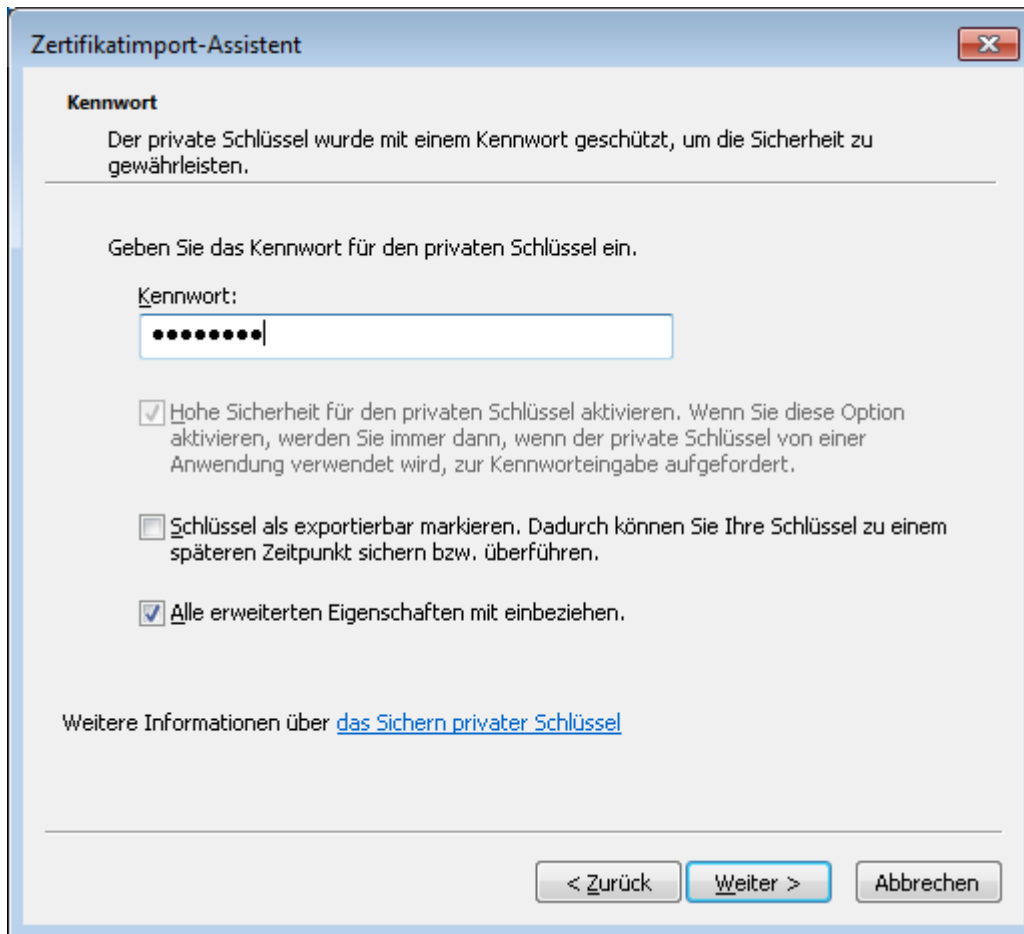 Zertifikatimport-Assistent
Kennwort
Der private Schlüssel wurde mit einem Kennwort geschützt, um die Sicherheit zu
gewährleisten.
Geben Sie das Kennwort für den privaten Schlüssel ein.
Kennwort:
••••••••
Hohe Sicherheit für den privaten Schlüssel aktivieren. Wenn Sie diese Option
aktivieren, werden Sie immer dann, wenn der private Schlüssel von einer
Anwendung verwendet wird, zur Kennworteingabe aufgefordert.
Schlüssel als exportierbar markieren. Dadurch können Sie Ihre Schlüssel zu einem
späteren Zeitpunkt sichern bzw. überführen.
Alle erweiterten Eigenschaften mit einbeziehen.
Weitere Informationen über das Sichern privater Schlüssel
< Zurück Weiter > Abbrechen